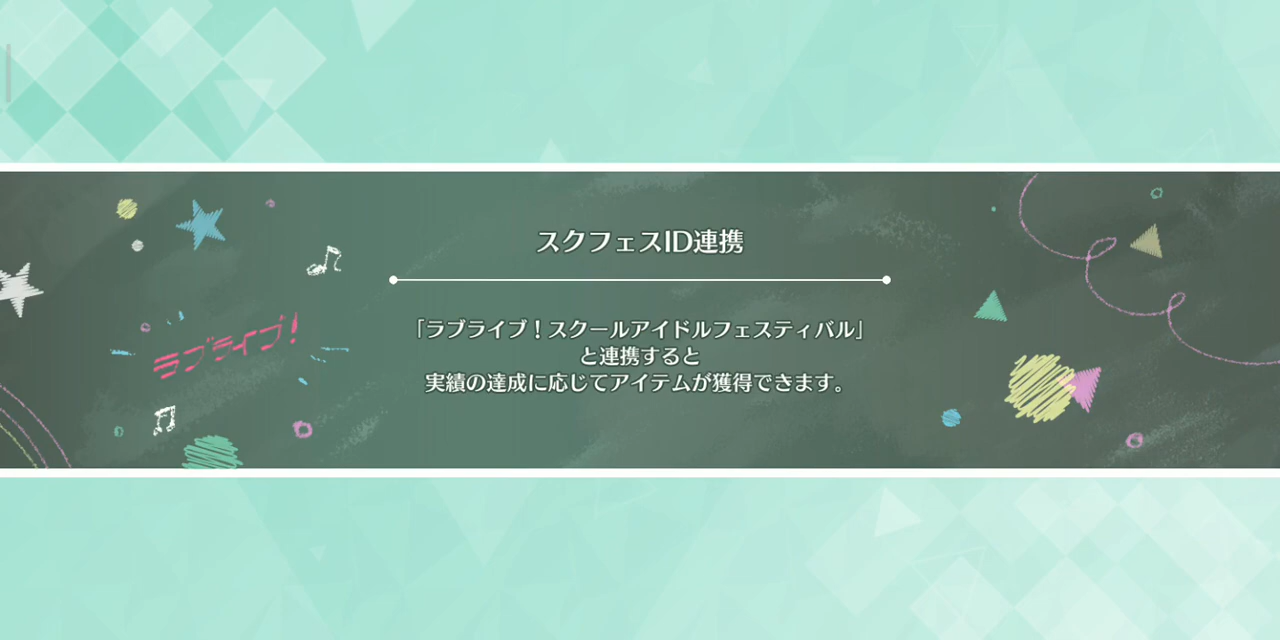 スクフェスID連携
ラブライブ!
「ラブライブ！スクールアイドルフェスティバル」
と連携すると
実績の達成に応じてアイテムが獲得できます。